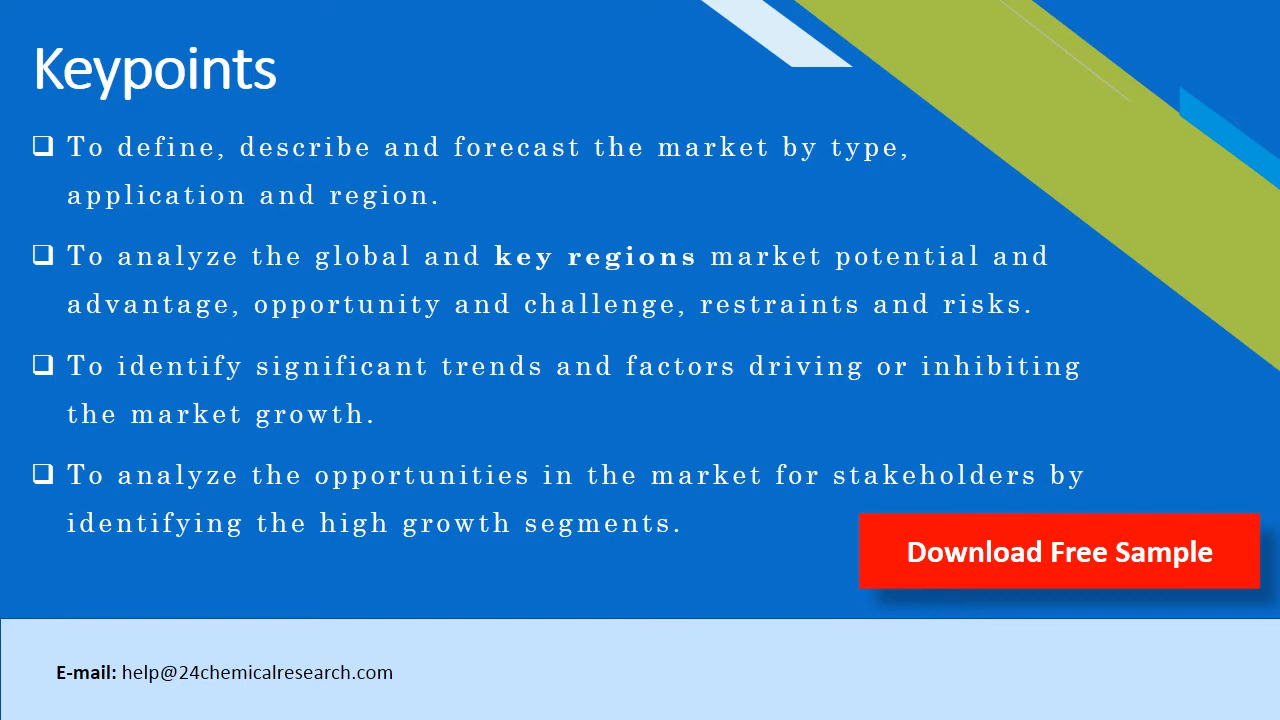 Keypoints
❑ To define, describe and forecast the market by type,
application and region.
❑ To analyze the global and key regions market potential and
advantage, opportunity and challenge, restraints and risks.
❑ To identify significant trends and factors driving or inhibiting
the market growth.
❑ To analyze the opportunities in the market for stakeholders by
identifying the high growth segments.
Download Free Sample
E-mail: help@24chemicalresearch.com